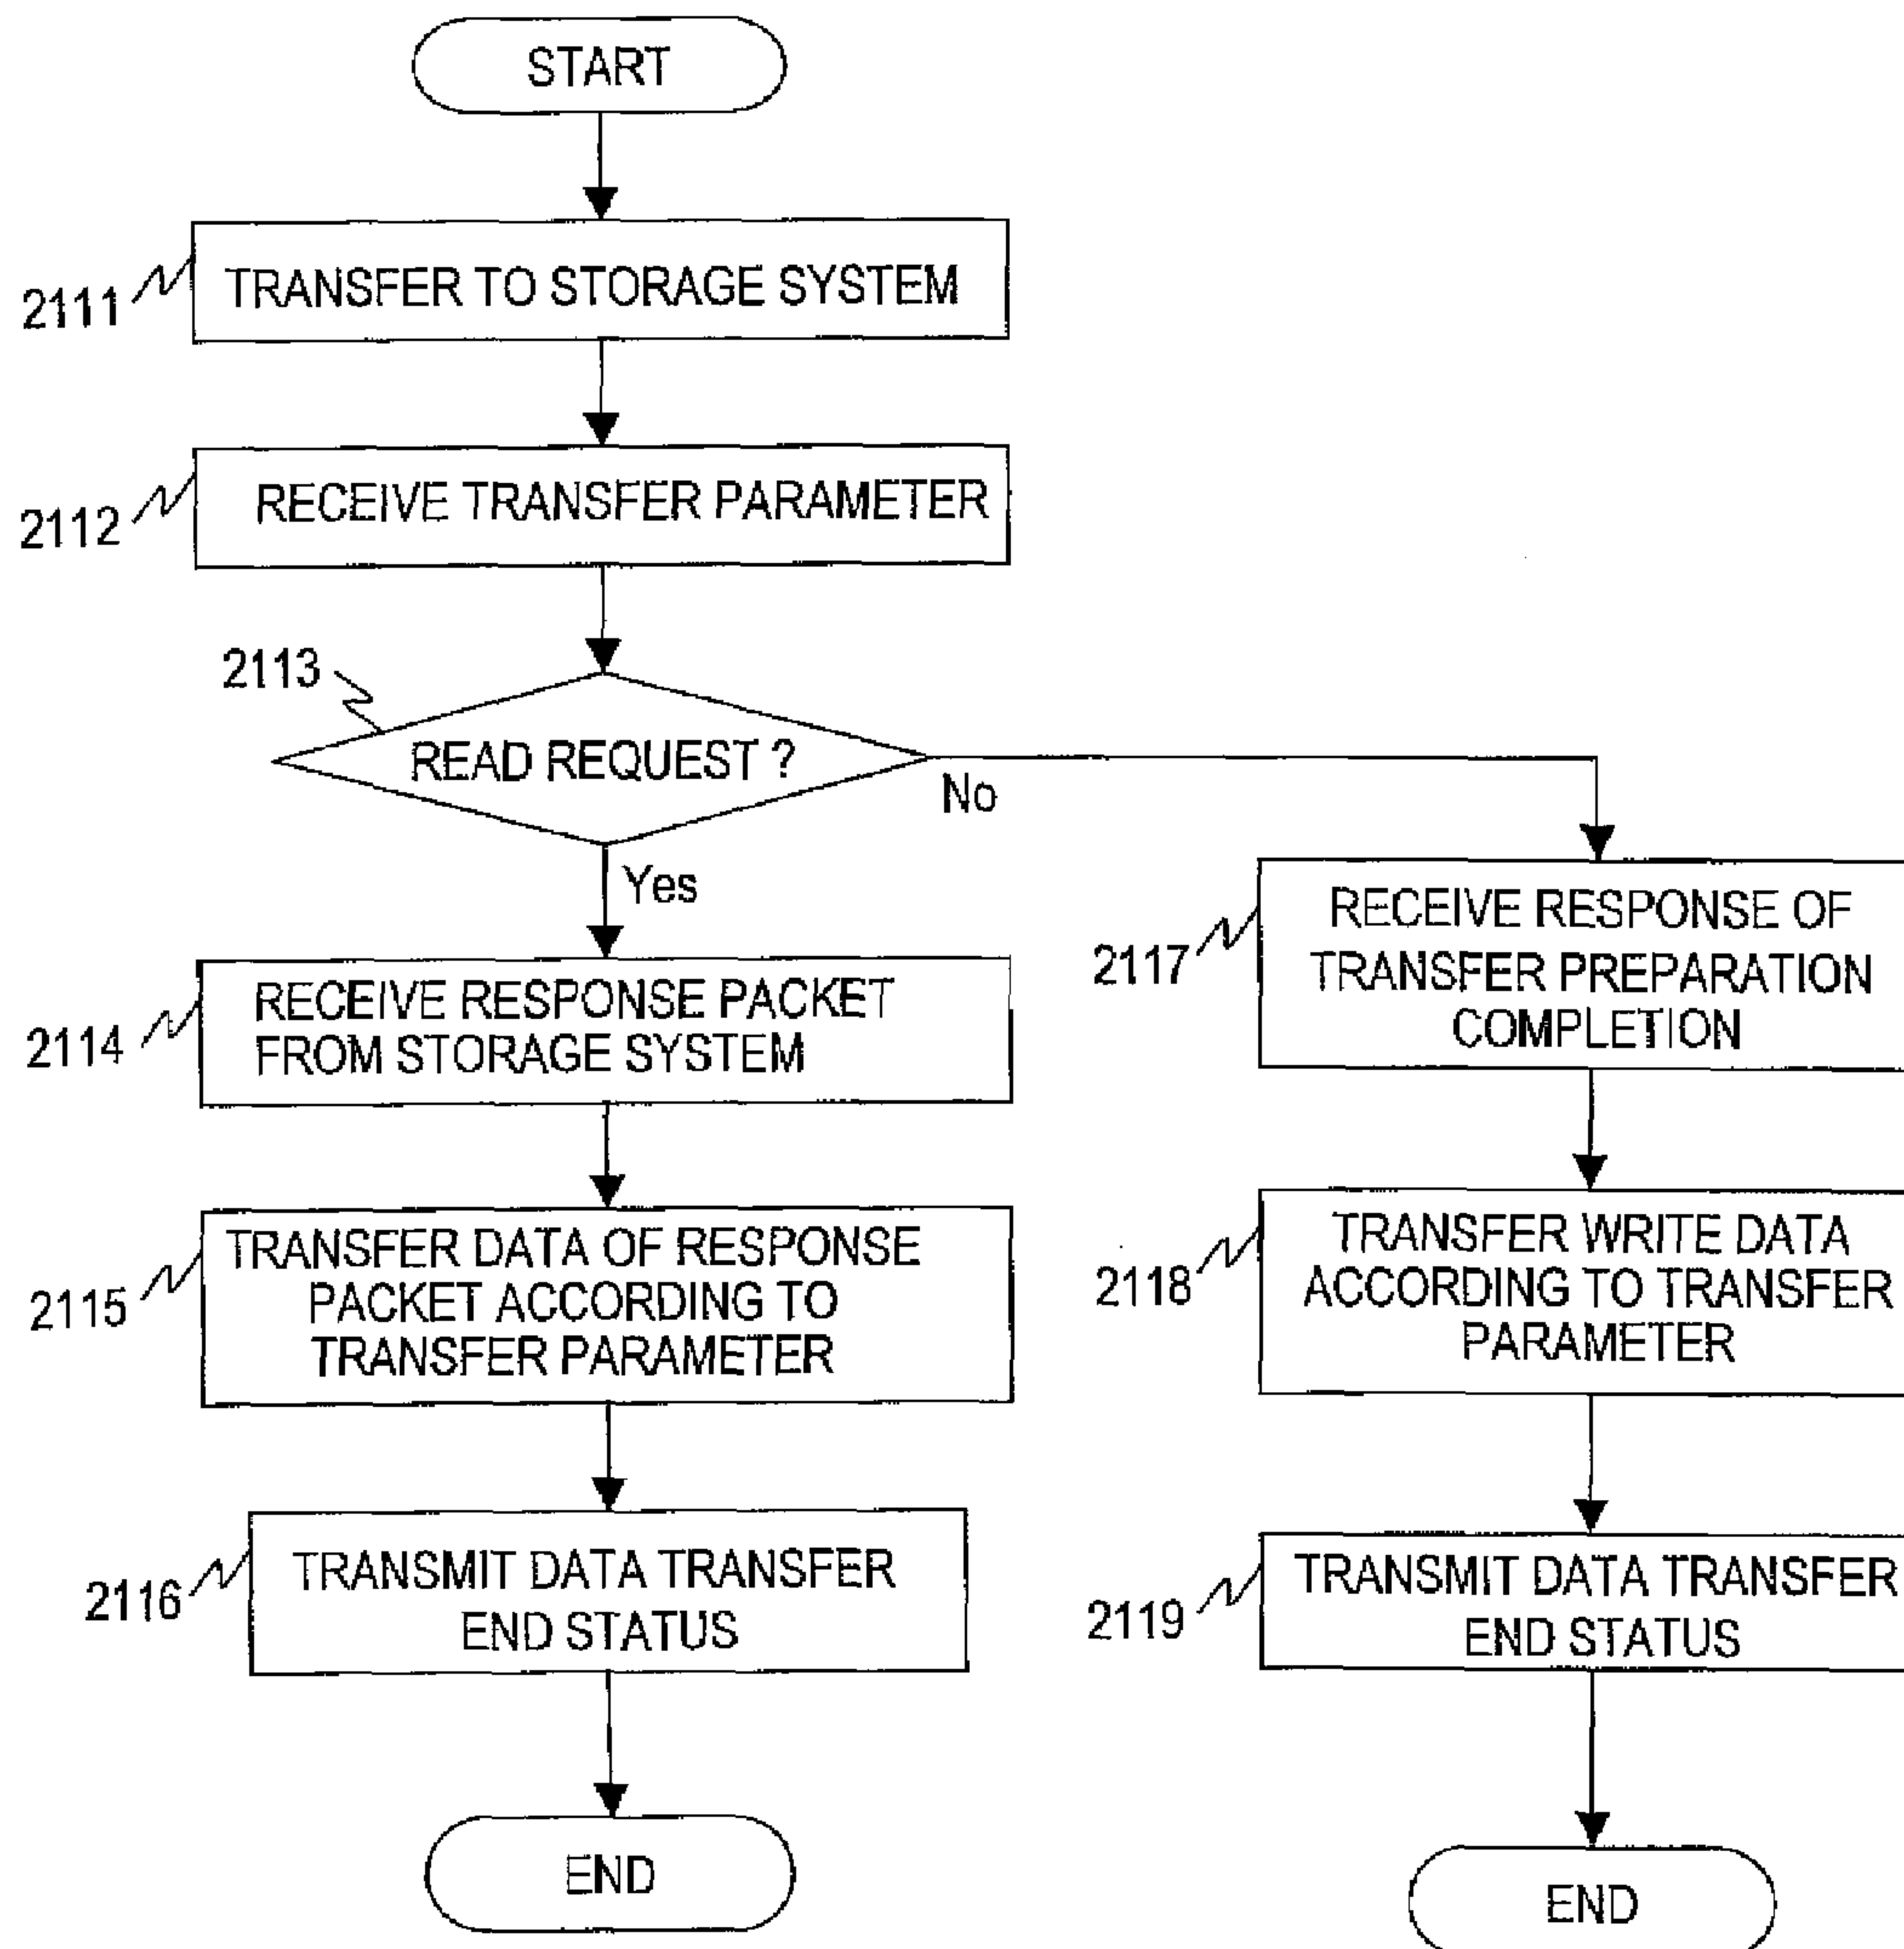 START
2111
TRANSFER TO STORAGE SYSTEM
2112
RECEIVE TRANSFER PARAMETER
2113
READ REQUEST ?
No
Yes
2114
RECEIVE RESPONSE PACKET
FROM STORAGE SYSTEM
2115
TRANSFER DATA OF RESPONSE
PACKET ACCORDING TO
TRANSFER PARAMETER
2116
TRANSMIT DATA TRANSFER
END STATUS
END
2117
RECEIVE RESPONSE OF
TRANSFER PREPARATION
COMPLETION
2118
TRANSFER WRITE DATA
ACCORDING TO TRANSFER
PARAMETER
2119
TRANSMIT DATA TRANSFER
END STATUS
END